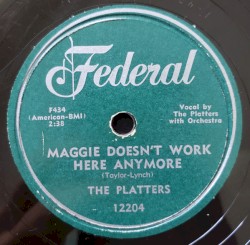 Federal
F434
(American-BMI)
2:38
Vocal by
The Platters
with Orchestra
MAGGIE DOESN'T WORK
HERE ANYMORE
(Taylor-Lynch)
THE PLATTERS
12204